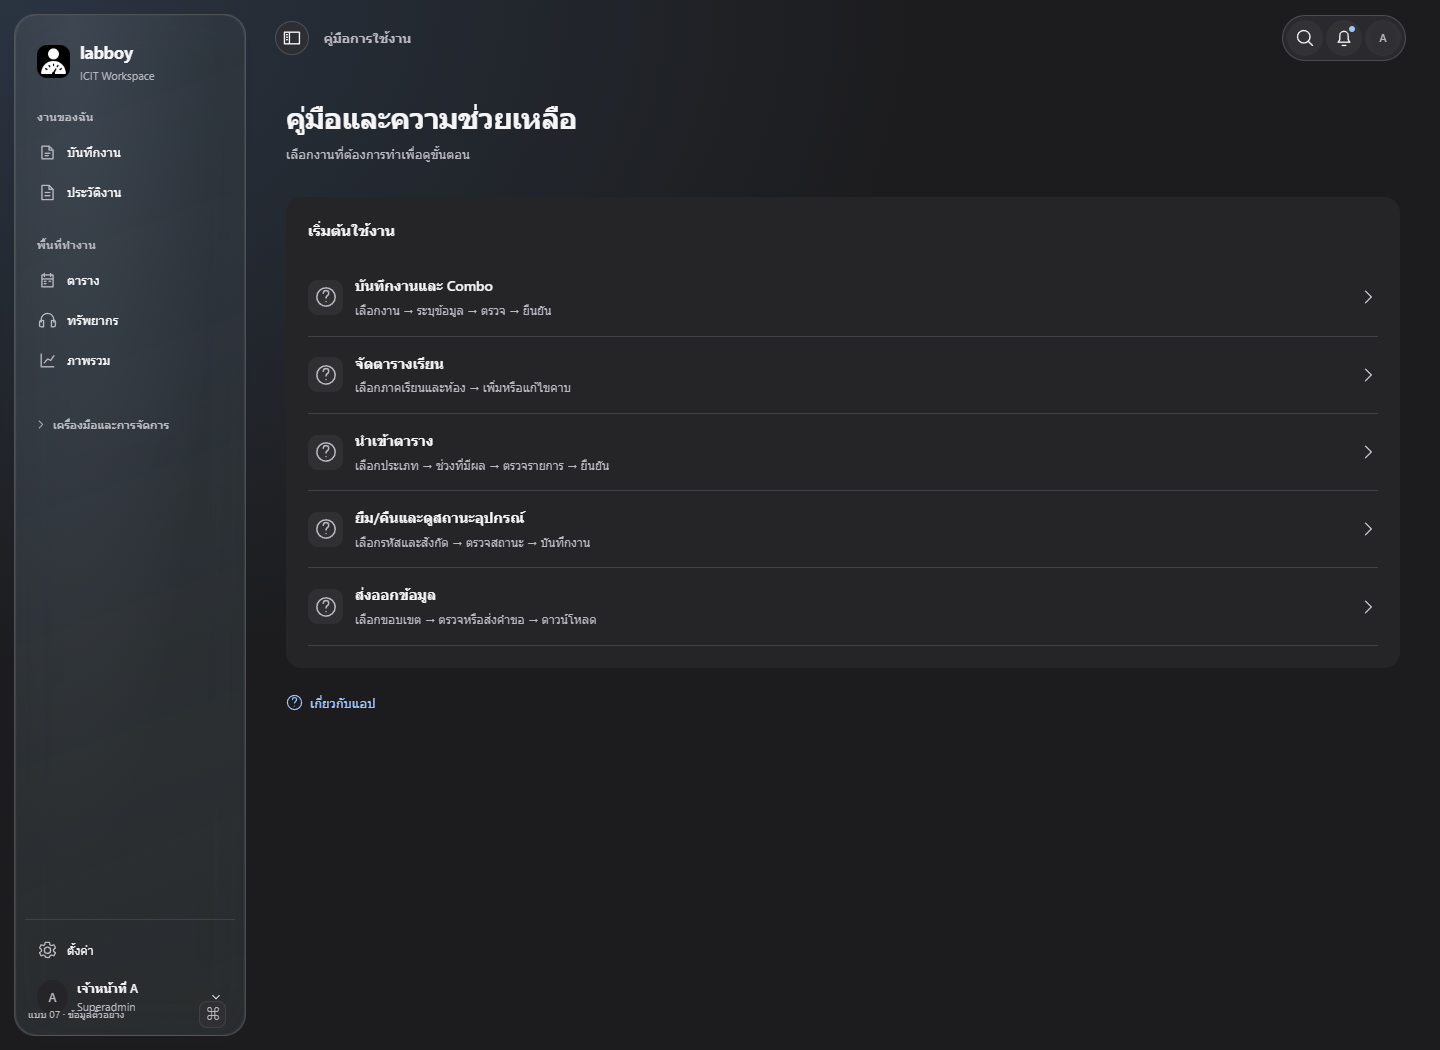 labboy
ICIT Workspace
งานของฉัน
บันทึกงาน
ประวัติงาน
พื้นที่ทำงาน
ตาราง
ทรัพยากร
ภาพรวม
เครื่องมือและการจัดการ
ตั้งค่า
A
เจ้าหน้าที่ A
Superadmin
แบบ 07 · ข้อมูลตัวอย่าง
⌘
คู่มือการใช้งาน
A
คู่มือและความช่วยเหลือ
เลือกงานที่ต้องการทำเพื่อดูขั้นตอน
เริ่มต้นใช้งาน
บันทึกงานและ Combo
เลือกงาน → ระบุข้อมูล → ตรวจ → ยืนยัน
จัดตารางเรียน
เลือกภาคเรียนและห้อง → เพิ่มหรือแก้ไขคาบ
นำเข้าตาราง
เลือกประเภท → ช่วงที่มีผล → ตรวจรายการ → ยืนยัน
ยืม/คืนและดูสถานะอุปกรณ์
เลือกรหัสและสังกัด → ตรวจสถานะ → บันทึกงาน
ส่งออกข้อมูล
เลือกขอบเขต → ตรวจหรือส่งคำขอ → ดาวน์โหลด
เกี่ยวกับแอป